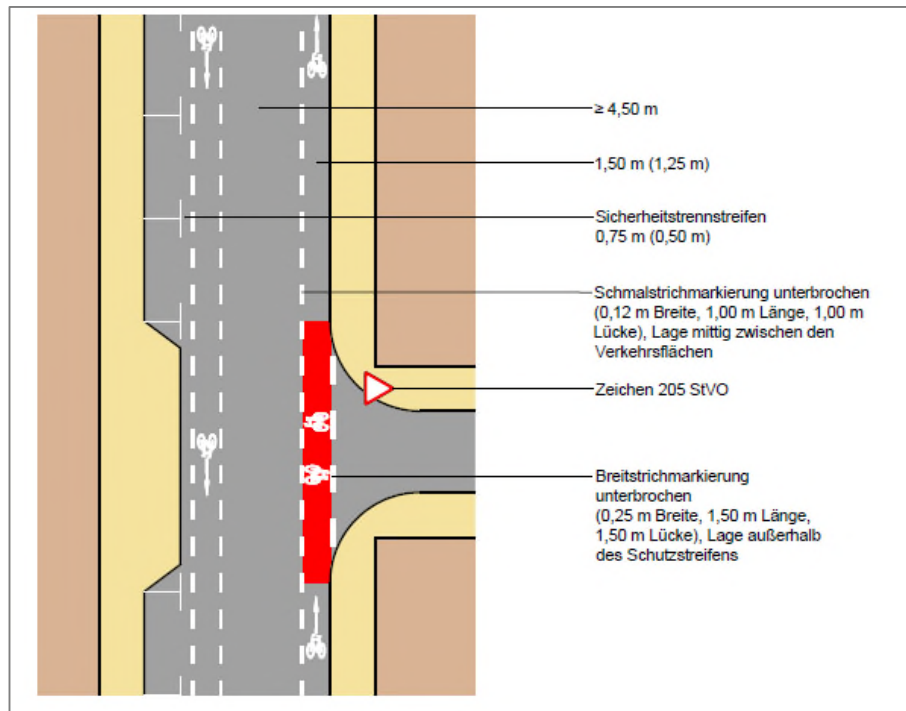 ≥ 4,50 m
1,50 m (1,25 m)
Sicherheitstrennstreifen
0,75 m (0,50 m)
Schmalstrichmarkierung unterbrochen
(0,12 m Breite, 1,00 m Länge, 1,00 m
Lücke), Lage mittig zwischen den
Verkehrsflächen
Zeichen 205 StVO
Breitstrichmarkierung
unterbrochen
(0,25 m Breite, 1,50 m Länge,
1,50 m Lücke), Lage außerhalb
des Schutzstreifens